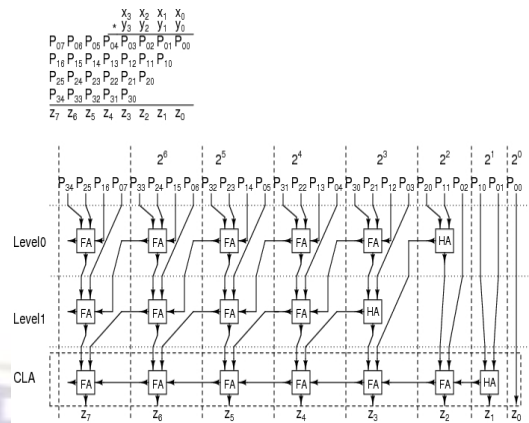 x3 x2 x1 x0
* y3 y2 y1 y0
P07 P06 P05 P04 P03 P02 P01 P00
P16 P15 P14 P13 P12 P11 P10
P25 P24 P23 P22 P21 P20
P34 P33 P32 P31 P30
z7 z6 z5 z4 z3 z2 z1 z0
2^6 2^5 2^4 2^3 2^2 2^1 2^0
P34 P25 P16 P07 P33 P24 P15 P06 P32 P23 P14 P05 P31 P22 P13 P04 P30 P21 P12 P03 P20 P11 P02 P10 P01 P00
Level0 FA FA FA FA FA HA
Level1 FA FA FA FA HA
CLA FA FA FA FA FA FA HA
z7 z6 z5 z4 z3 z2 z1 z0